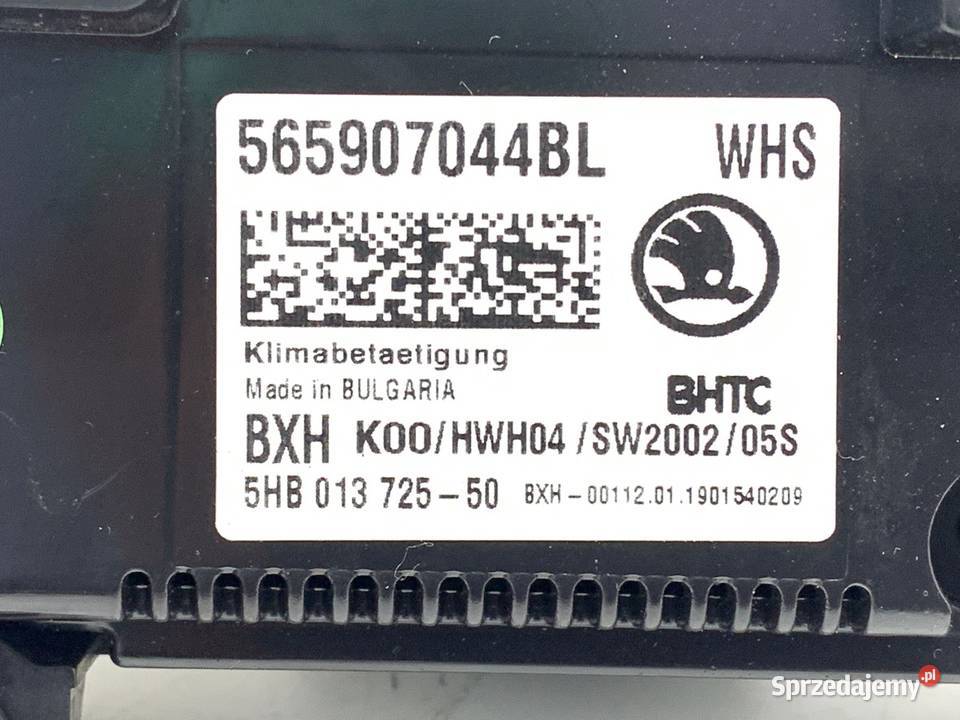 565907044BL WHS
Klimabetaetigung
Made in BULGARIA
BHTC
BXH K00/HWH04/SW2002/05S
5HB 013 725-50 BXH-00112.01.1901540209
Sprzedajemy.pl